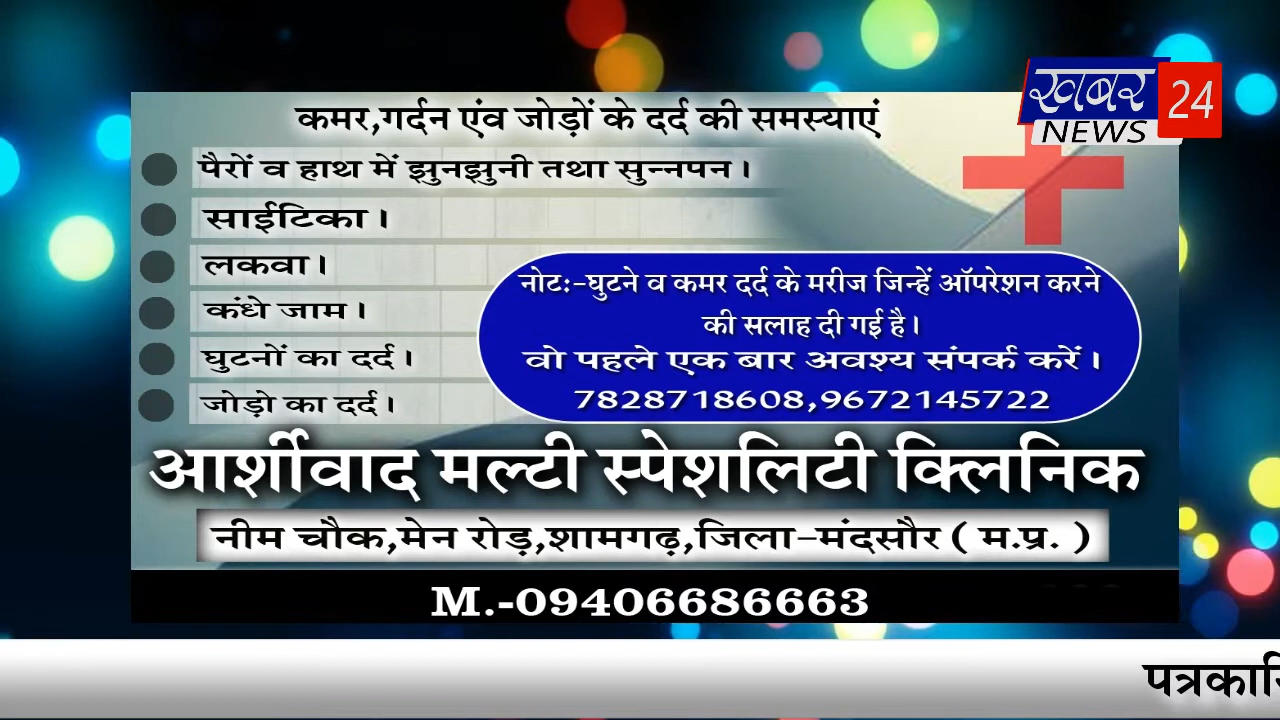 खबर 24
NEWS
कमर,गर्दन एंव जोड़ों के दर्द की समस्याएं
पैरों व हाथ में झुनझुनी तथा सुन्नपन।
साईटिका।
लकवा।
कंधे जाम।
घुटनों का दर्द।
जोड़ो का दर्द।
नोटः-घुटने व कमर दर्द के मरीज जिन्हें ऑपरेशन करने
की सलाह दी गई है।
वो पहले एक बार अवश्य संपर्क करें।
7828718608,9672145722
आर्शीवाद मल्टी स्पेशलिटी क्लिनिक
नीम चौक,मेन रोड़,शामगढ़,जिला-मंदसौर ( म.प्र. )
M.-09406686663